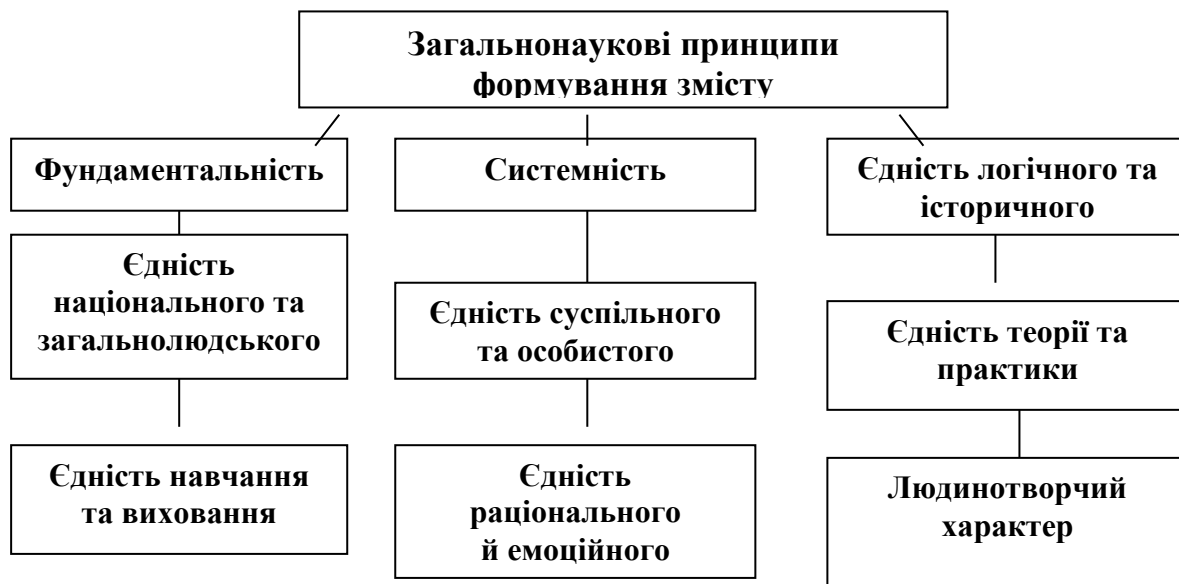 Загальнонаукові принципи
формування змісту
Фундаментальність
Системність
Єдність логічного та
історичного
Єдність
національного та
загальнолюдського
Єдність суспільного
та особистого
Єдність теорії та
практики
Єдність навчання
та виховання
Єдність
раціонального
й емоційного
Людинотворчий
характер